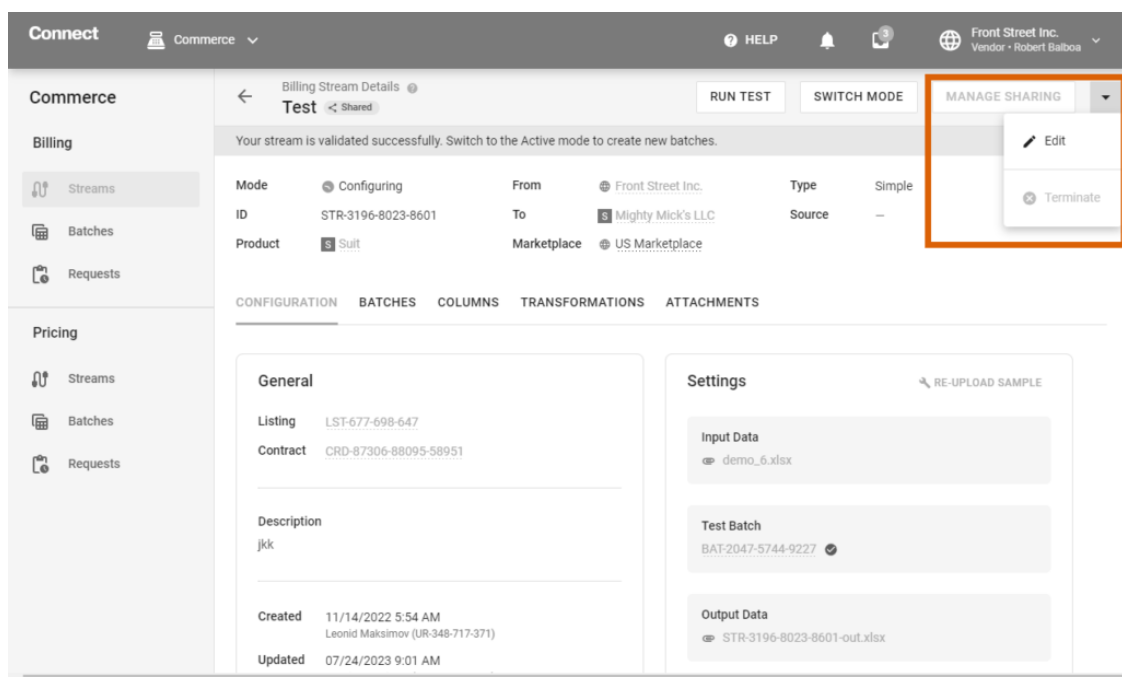 Connect
Commerce
HELP
3
Front Street Inc.
Vendor • Robert Balboa
Commerce
Billing
Streams
Batches
Requests
Pricing
Streams
Batches
Requests
Billing Stream Details
Test Shared
RUN TEST
SWITCH MODE
MANAGE SHARING
Edit
Terminate
Your stream is validated successfully. Switch to the Active mode to create new batches.
Mode Configuring From Front Street Inc. Type Simple
ID STR-3196-8023-8601 To S Mighty Mick's LLC Source –
Product S Suit Marketplace US Marketplace
CONFIGURATION BATCHES COLUMNS TRANSFORMATIONS ATTACHMENTS
General
Listing LST-677-698-647
Contract CRD-87306-88095-58951
Description
jkk
Created 11/14/2022 5:54 AM
Leonid Maksimov (UR-348-717-371)
Updated 07/24/2023 9:01 AM
Settings
RE-UPLOAD SAMPLE
Input Data
demo_6.xlsx
Test Batch
BAT-2047-5744-9227
Output Data
STR-3196-8023-8601-out.xlsx